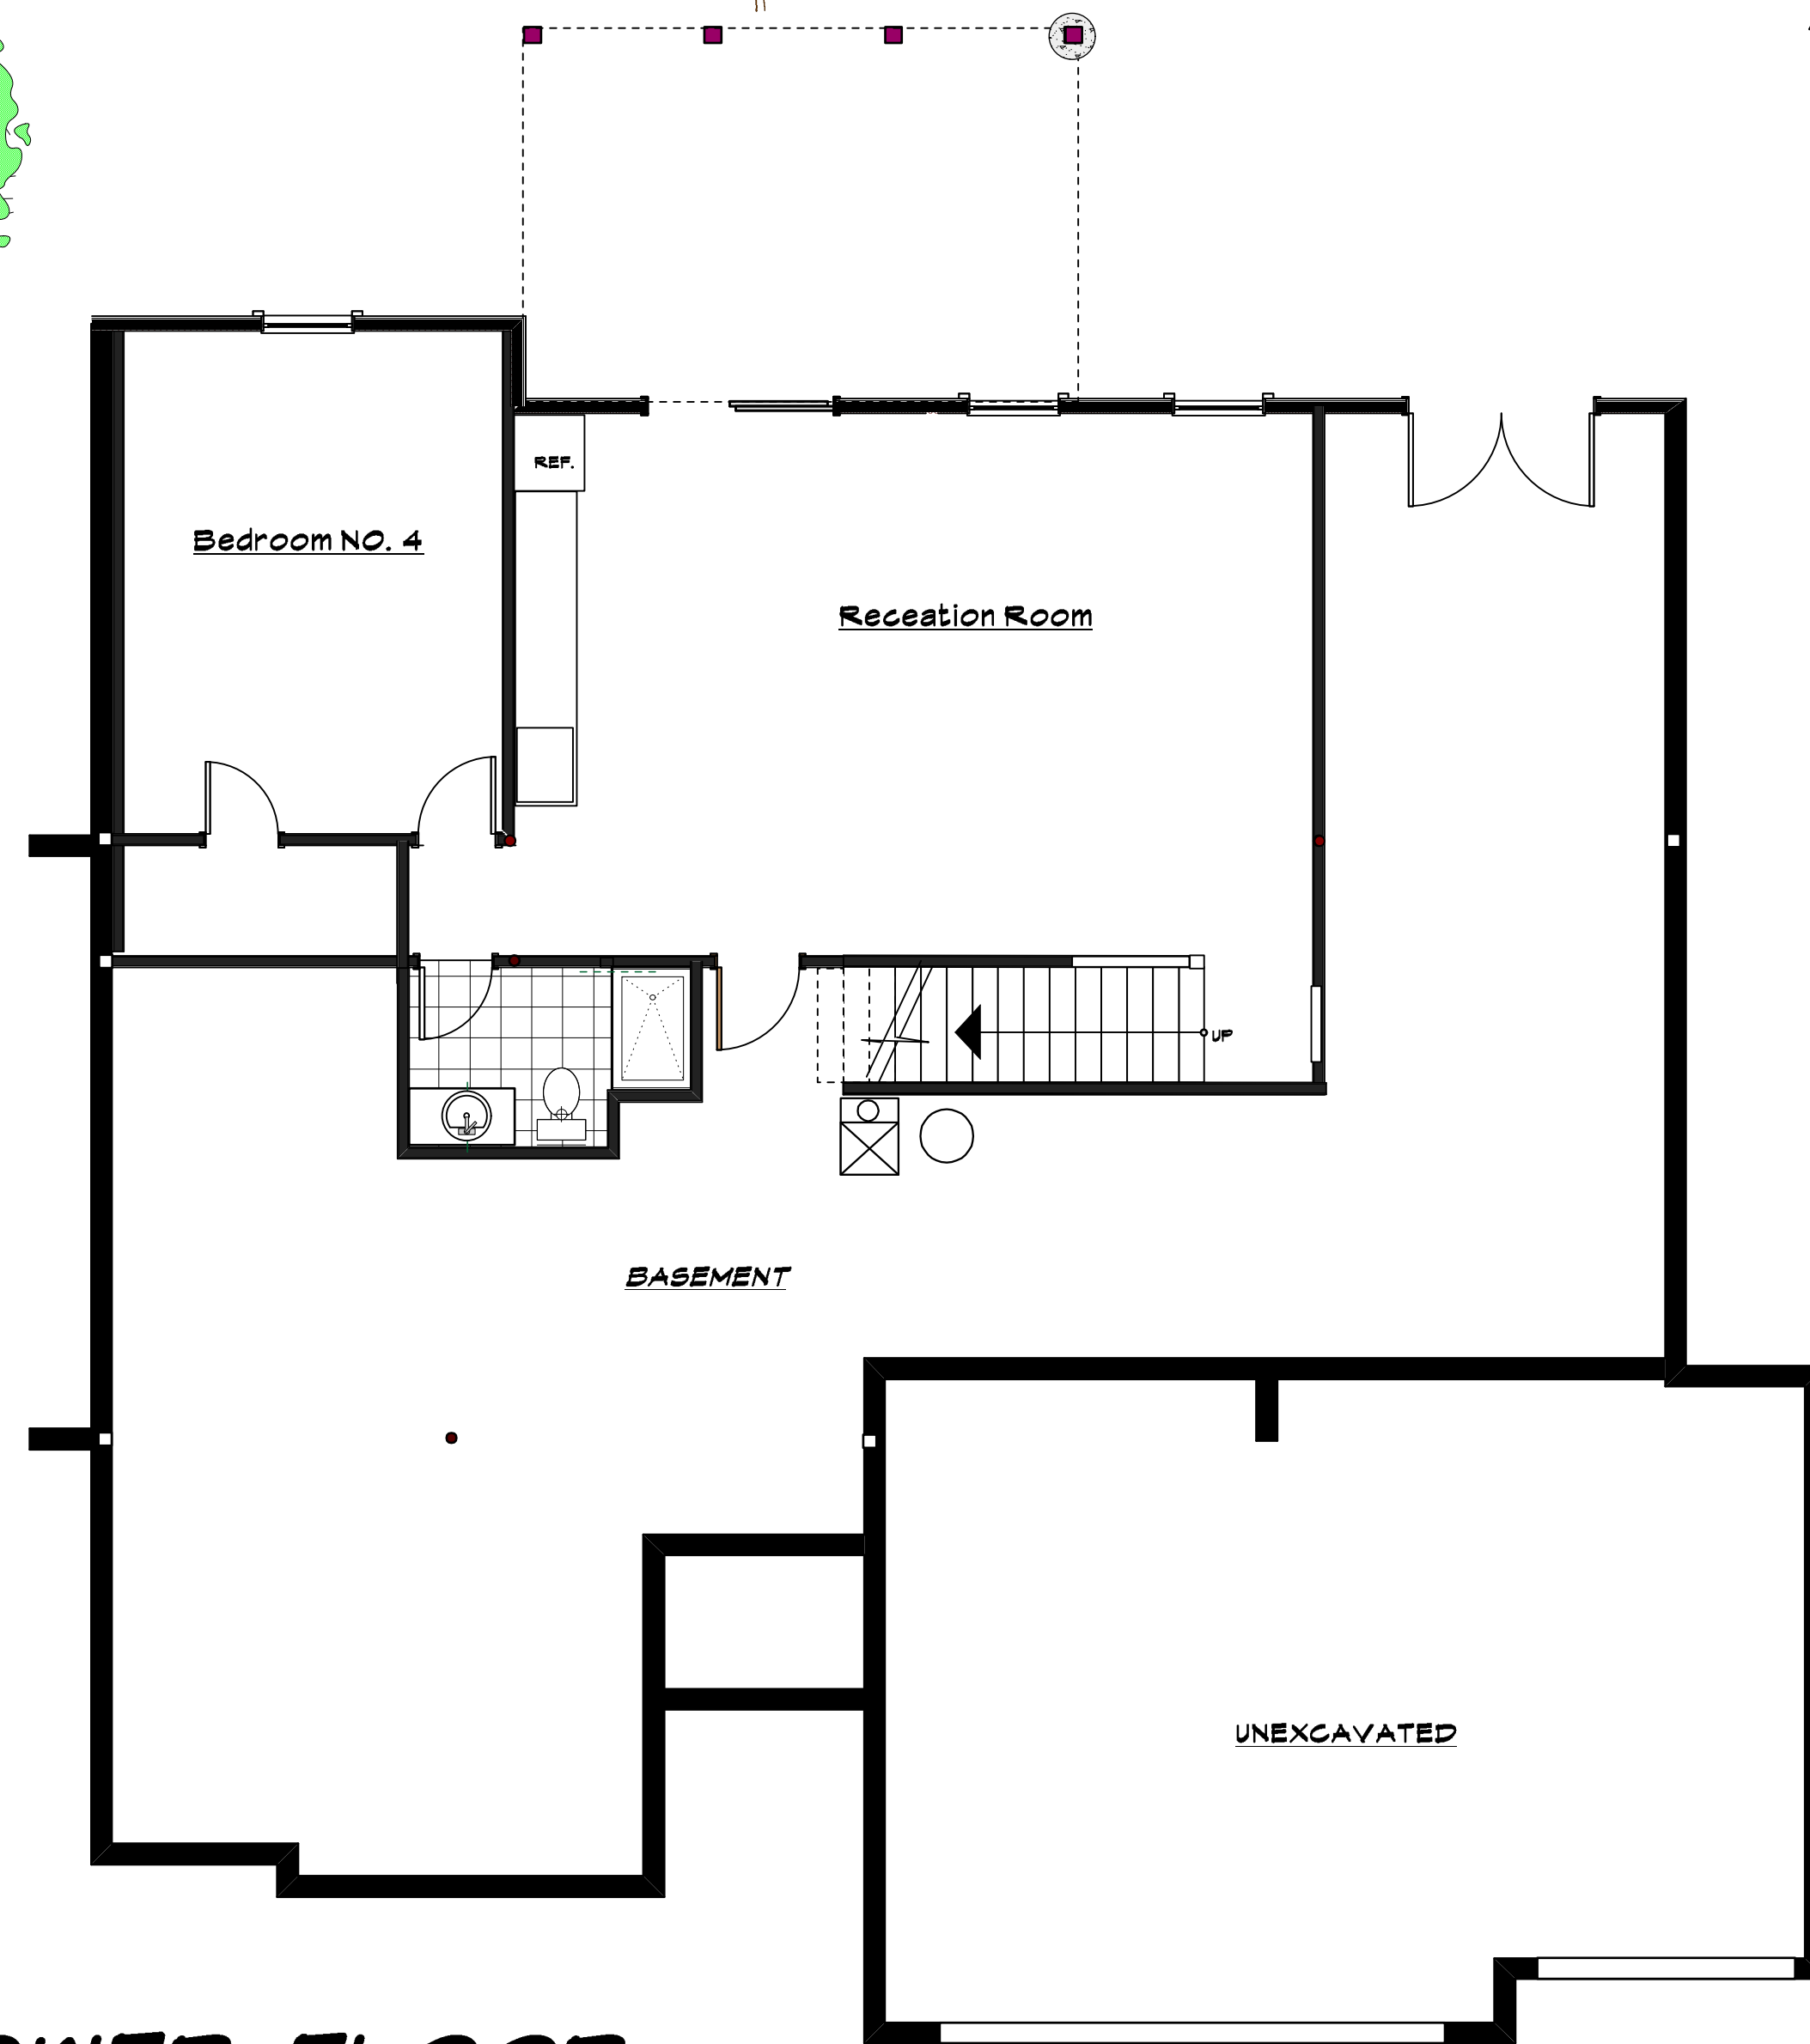 REF.
Bedroom NO. 4
Receation Room
UP
BASEMENT
UNEXCAVATED